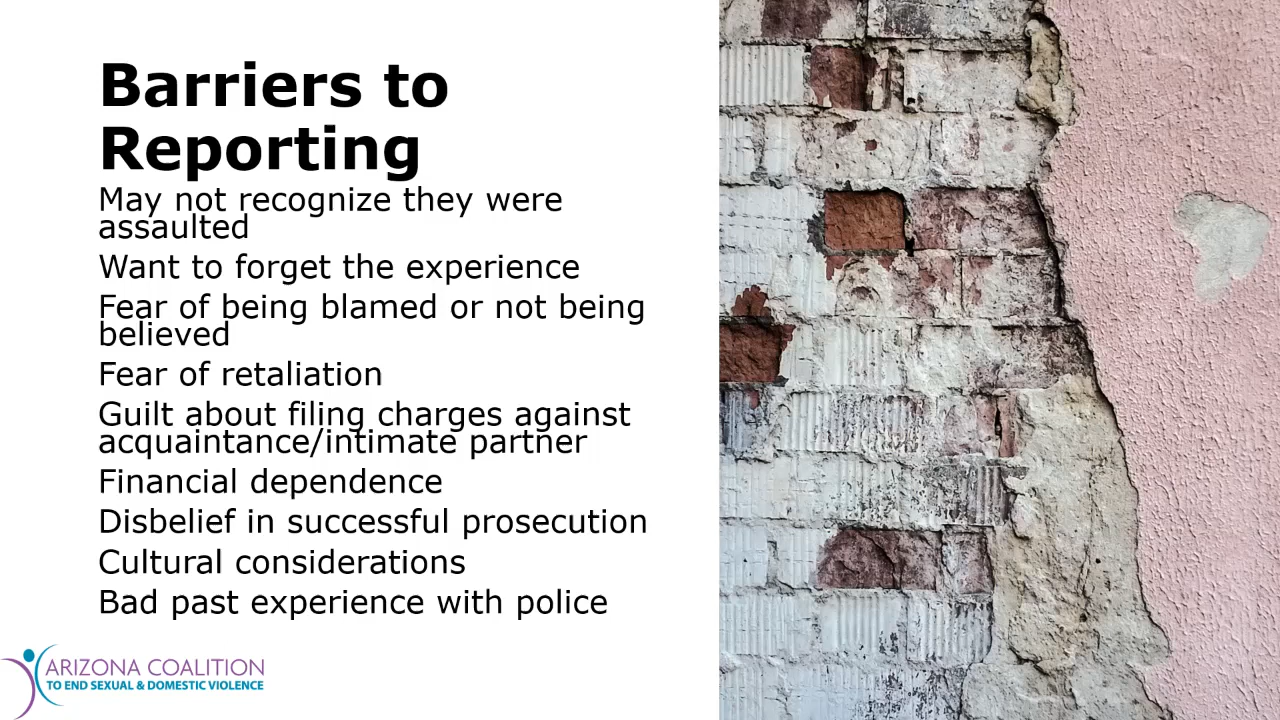 Barriers to
Reporting
May not recognize they were
assaulted
Want to forget the experience
Fear of being blamed or not being
believed
Fear of retaliation
Guilt about filing charges against
acquaintance/intimate partner
Financial dependence
Disbelief in successful prosecution
Cultural considerations
Bad past experience with police
ARIZONA COALITION
TO END SEXUAL & DOMESTIC VIOLENCE